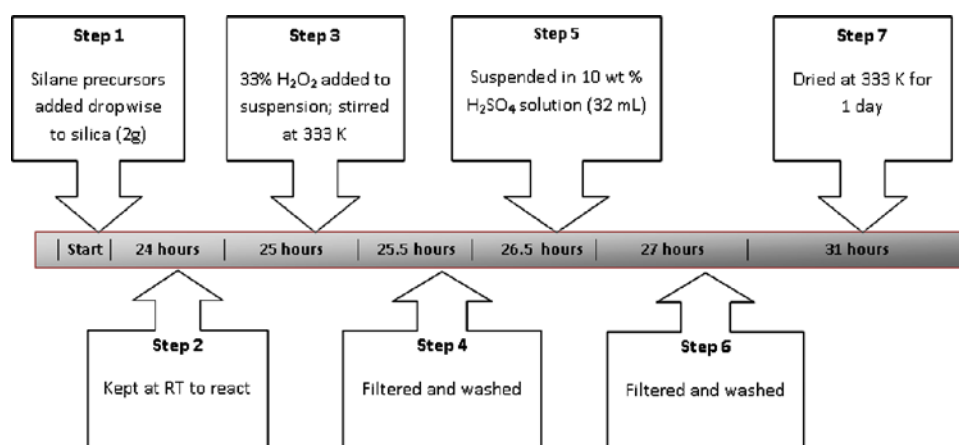 Step 1
Silane precursors
added dropwise
to silica (2g)
Step 3
33% H₂O₂ added to
suspension; stirred
at 333 K
Step 5
Suspended in 10 wt %
H₂SO₄ solution (32 mL)
Step 7
Dried at 333 K for
1 day
Start
24 hours
25 hours
25.5 hours
26.5 hours
27 hours
31 hours
Step 2
Kept at RT to react
Step 4
Filtered and washed
Step 6
Filtered and washed